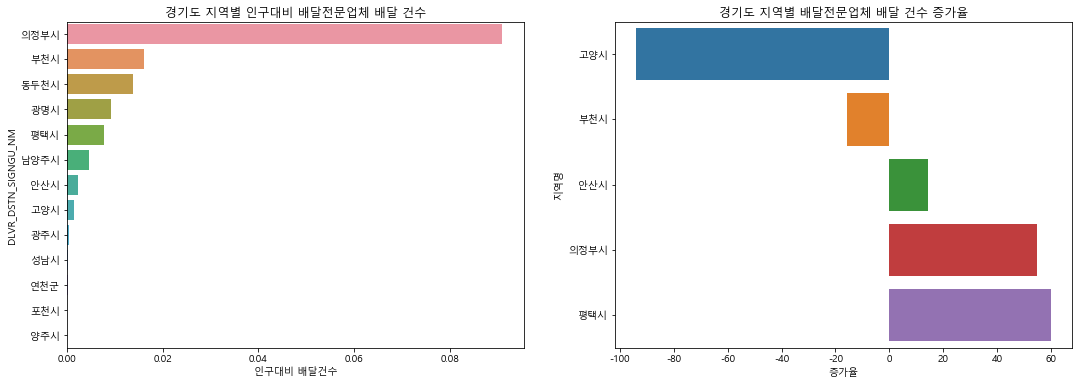 경기도 지역별 인구대비 배달전문업체 배달 건수
DLVR_DSTN_SIGNGU_NM
의정부시
부천시
동두천시
광명시
평택시
남양주시
안산시
고양시
광주시
성남시
연천군
포천시
양주시
0.00 0.02 0.04 0.06 0.08
인구대비 배달건수
경기도 지역별 배달전문업체 배달 건수 증가율
지역명
고양시
부천시
안산시
의정부시
평택시
-100 -80 -60 -40 -20 0 20 40 60
증가율